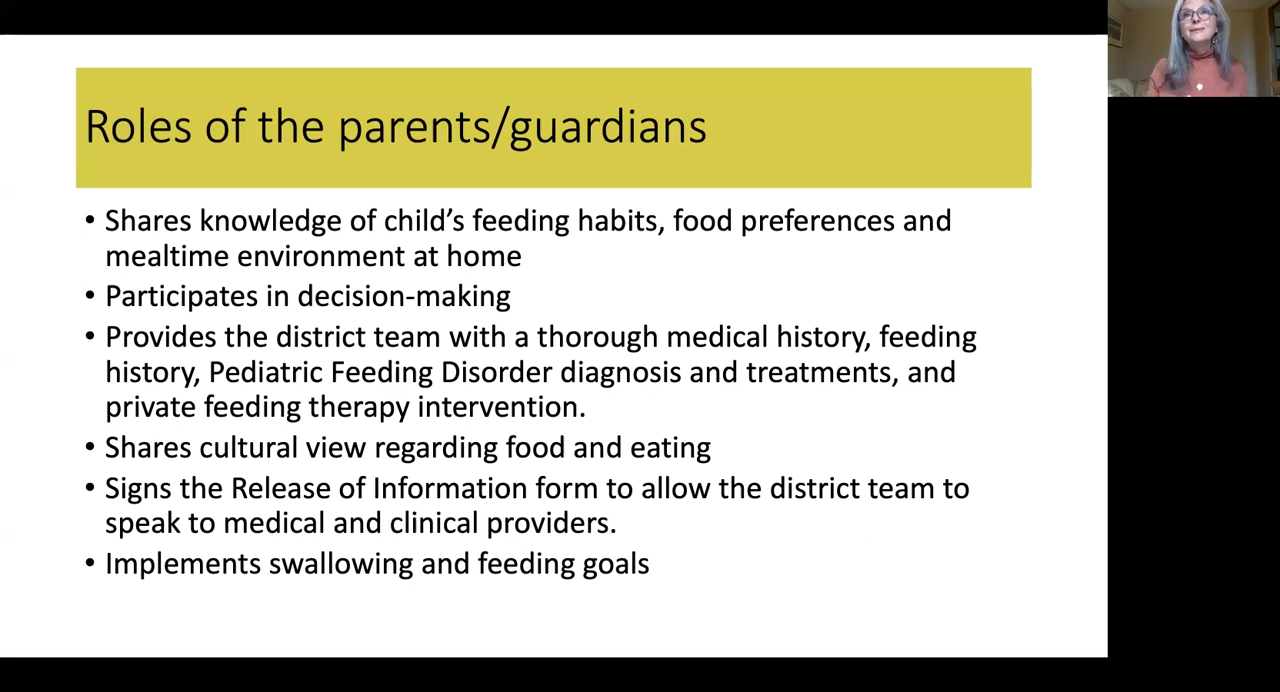 Roles of the parents/guardians
• Shares knowledge of child's feeding habits, food preferences and
mealtime environment at home
• Participates in decision-making
• Provides the district team with a thorough medical history, feeding
history, Pediatric Feeding Disorder diagnosis and treatments, and
private feeding therapy intervention.
• Shares cultural view regarding food and eating
• Signs the Release of Information form to allow the district team to
speak to medical and clinical providers.
• Implements swallowing and feeding goals